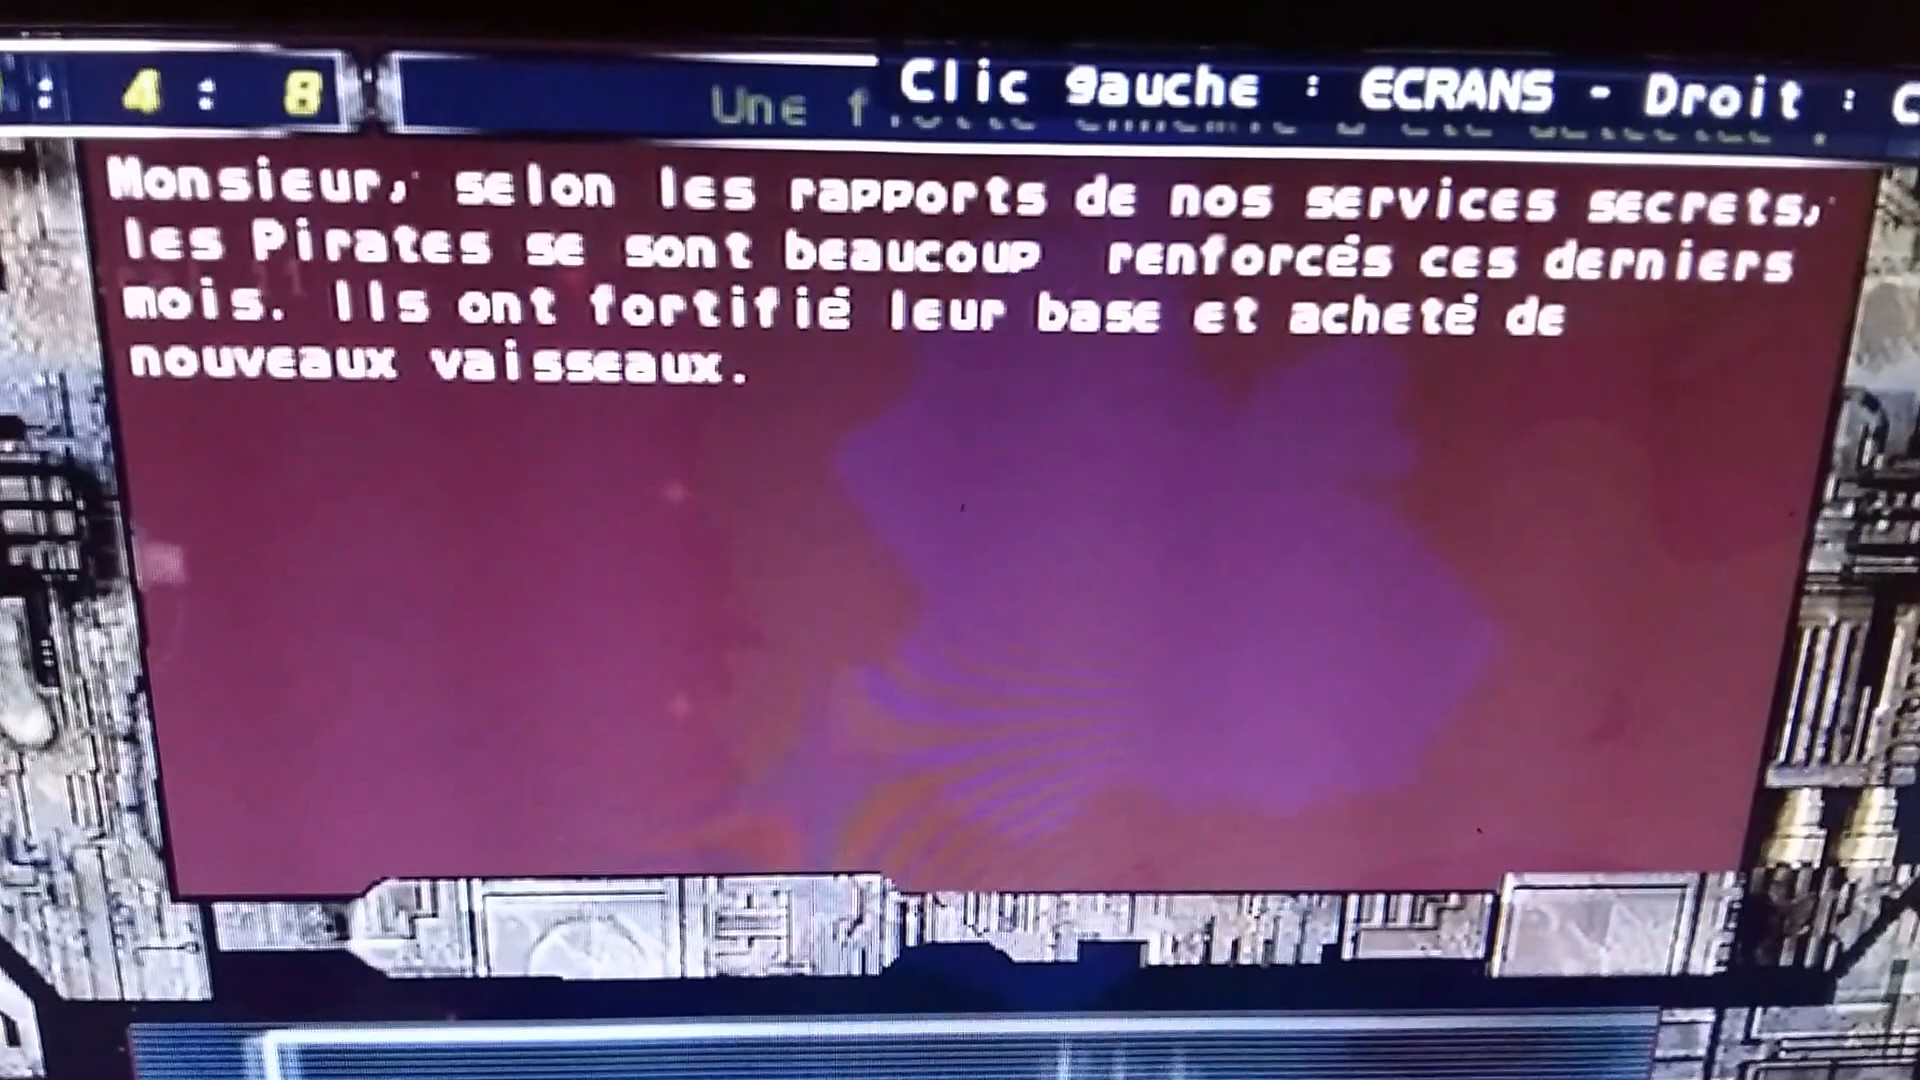 : 4 : 8
Une f
Clic gauche : ECRANS - Droit : C
Monsieur, selon les rapports de nos services secrets,
les Pirates se sont beaucoup renforcés ces derniers
mois. Ils ont fortifié leur base et acheté de
nouveaux vaisseaux.